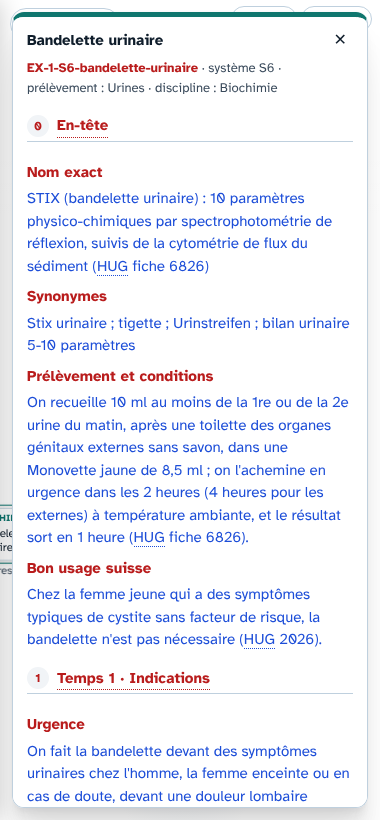 Bandelette urinaire ✕
EX-1-S6-bandelette-urinaire · système S6 ·
prélèvement : Urines · discipline : Biochimie
0 En-tête
Nom exact
STIX (bandelette urinaire) : 10 paramètres
physico-chimiques par spectrophotométrie de
réflexion, suivis de la cytométrie de flux du
sédiment (HUG fiche 6826)
Synonymes
Stix urinaire ; tigette ; Urinstreifen ; bilan urinaire
5-10 paramètres
Prélèvement et conditions
On recueille 10 ml au moins de la 1re ou de la 2e
urine du matin, après une toilette des organes
génitaux externes sans savon, dans une
Monovette jaune de 8,5 ml ; on l'achemine en
urgence dans les 2 heures (4 heures pour les
externes) à température ambiante, et le résultat
sort en 1 heure (HUG fiche 6826).
Bon usage suisse
Chez la femme jeune qui a des symptômes
typiques de cystite sans facteur de risque, la
bandelette n'est pas nécessaire (HUG 2026).
1 Temps 1 · Indications
Urgence
On fait la bandelette devant des symptômes
urinaires chez l'homme, la femme enceinte ou en
cas de doute, devant une douleur lombaire